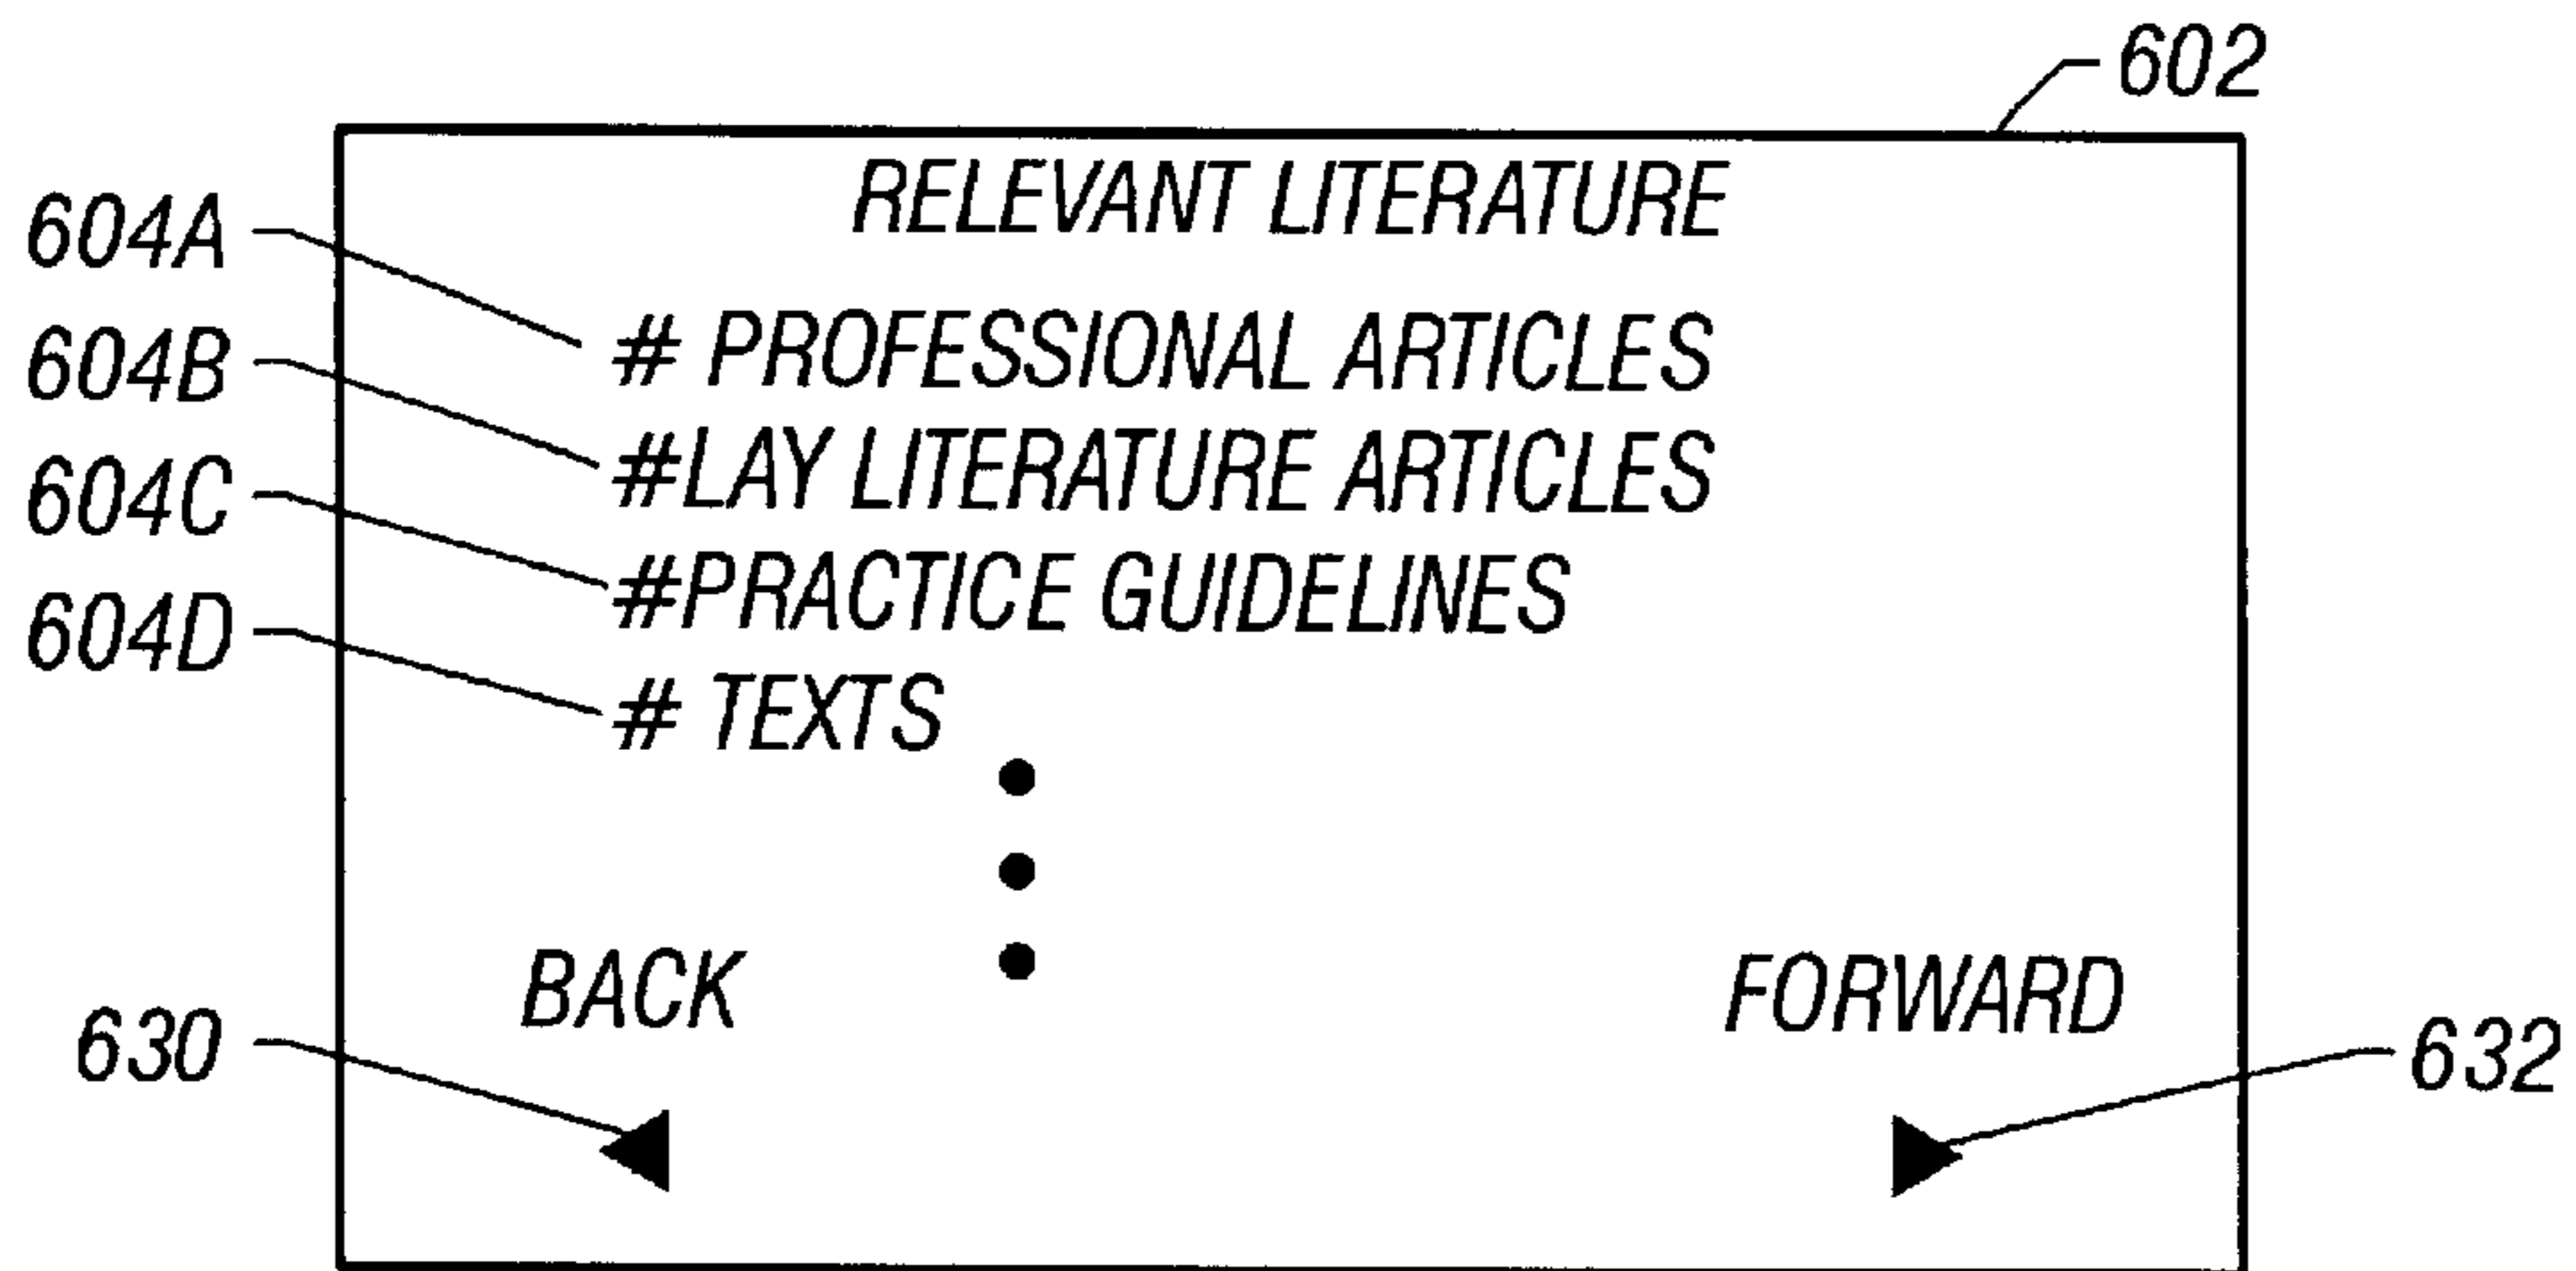 602
RELEVANT LITERATURE
604A
# PROFESSIONAL ARTICLES
604B
#LAY LITERATURE ARTICLES
604C
#PRACTICE GUIDELINES
604D
# TEXTS
BACK
FORWARD
630
632